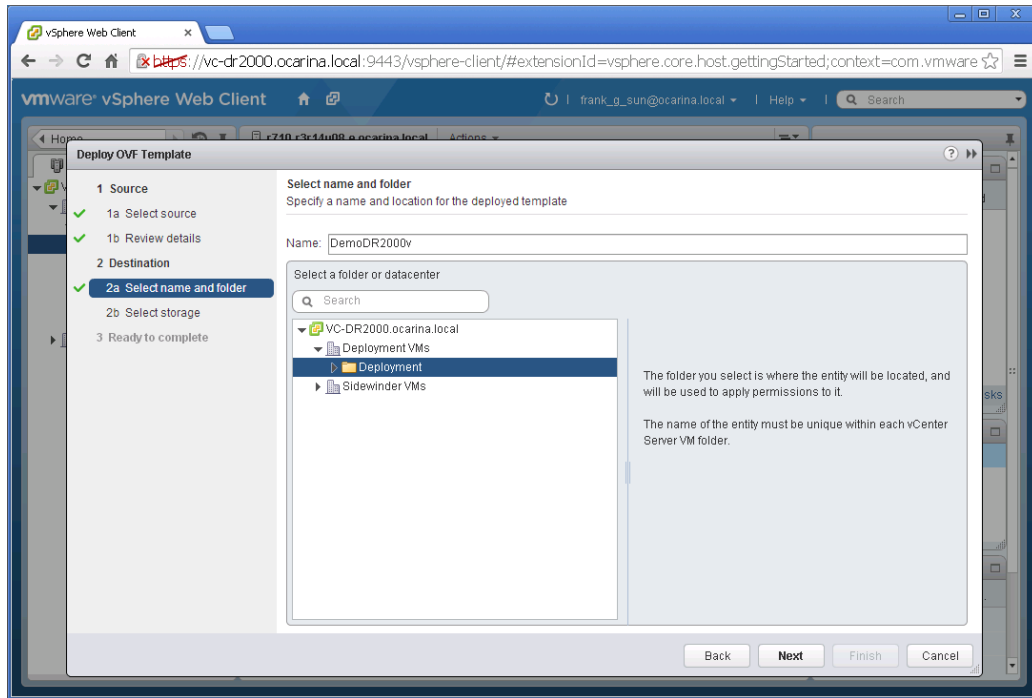 vSphere Web Client
https://vc-dr2000.ocarina.local:9443/vsphere-client/#extensionId=vsphere.core.host.gettingStarted;context=com.vmware
vmware® vSphere Web Client
frank_g_sun@ocarina.local
Help
Search
Home
r710-r3r14u08-e.ocarina.local
Actions
Deploy OVF Template
1 Source
1a Select source
1b Review details
2 Destination
2a Select name and folder
2b Select storage
3 Ready to complete
Select name and folder
Specify a name and location for the deployed template
Name: DemoDR2000v
Select a folder or datacenter
Search
VC-DR2000.ocarina.local
Deployment VMs
Deployment
Sidewinder VMs
The folder you select is where the entity will be located, and
will be used to apply permissions to it.
The name of the entity must be unique within each vCenter
Server VM folder.
Back
Next
Finish
Cancel